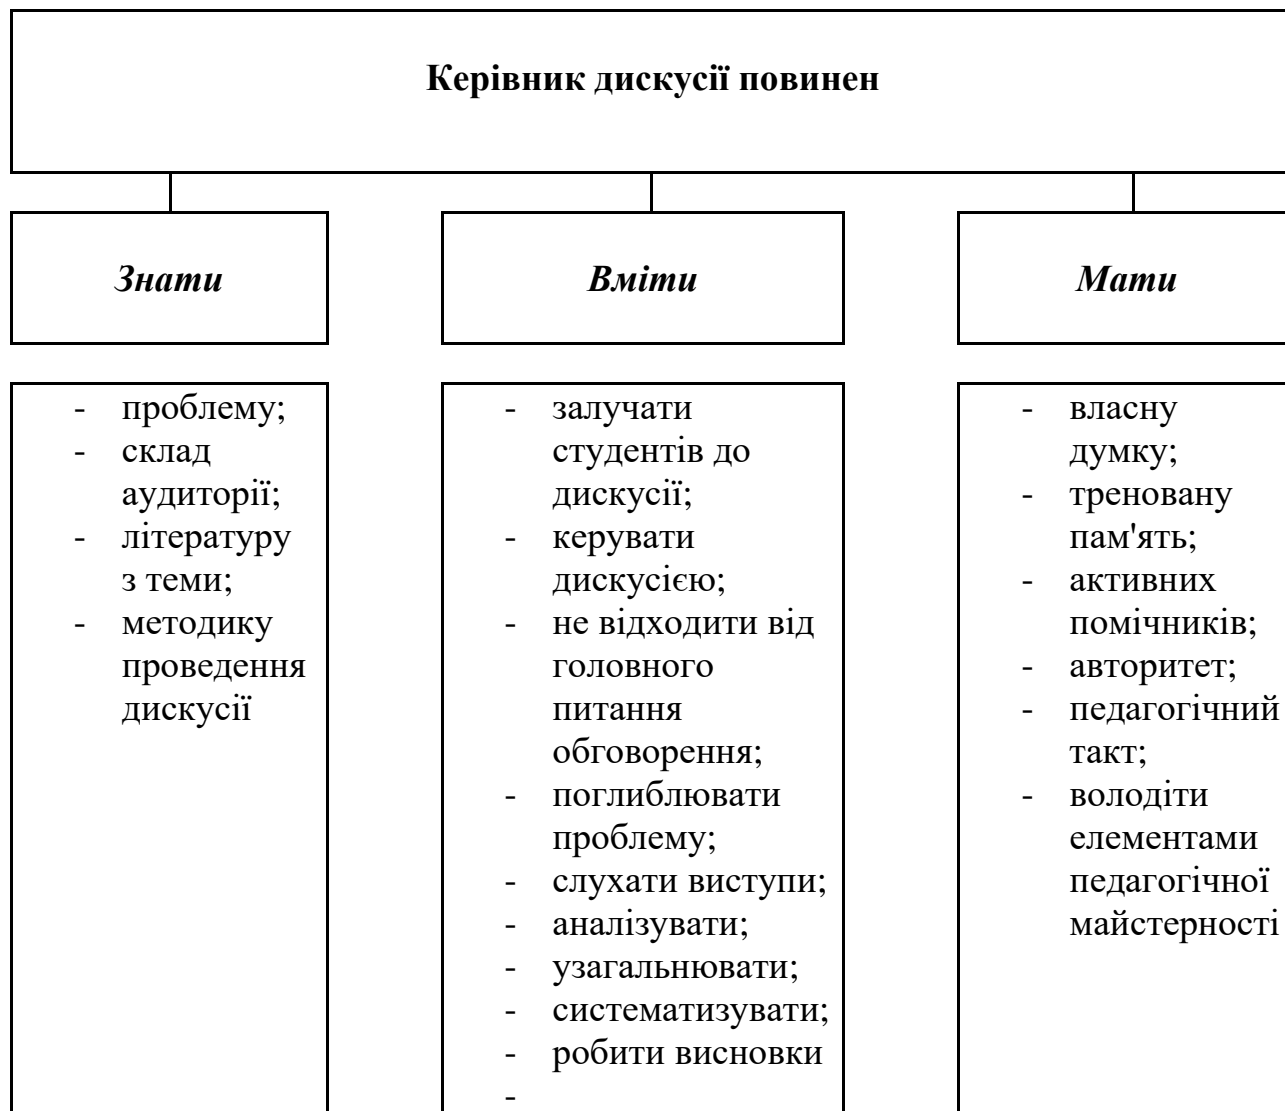 Керівник дискусії повинен
Знати
Вміти
Мати
- проблему;
- склад
аудиторії;
- літературу
з теми;
- методику
проведення
дискусії
- залучати
студентів до
дискусії;
- керувати
дискусією;
- не відходити від
головного
питання
обговорення;
- поглиблювати
проблему;
- слухати виступи;
- аналізувати;
- узагальнювати;
- систематизувати;
- робити висновки
-
- власну
думку;
- треновану
пам'ять;
- активних
помічників;
- авторитет;
- педагогічний
такт;
- володіти
елементами
педагогічної
майстерності